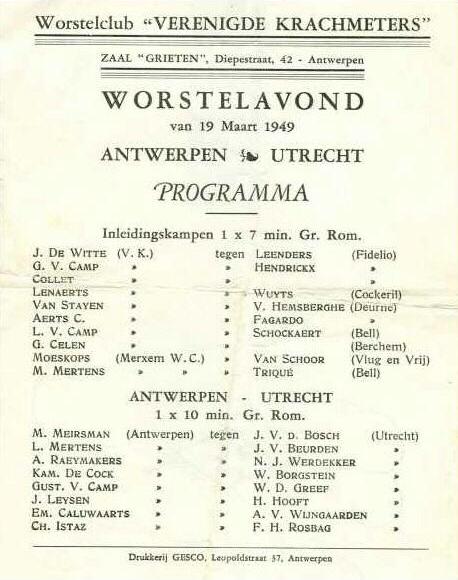 Worstelclub "VERENIGDE KRACHMETERS"
ZAAL "GRIETEN", Diepestraat, 42 - Antwerpen
WORSTELAVOND
van 19 Maart 1949
ANTWERPEN UTRECHT
PROGRAMMA
Inleidingskampen 1 x 7 min. Gr. Rom.
J. DE WITTE (V. K.) tegen LEENDERS (Fidelio)
G. V. CAMP » » HENDRICKX »
COLLET » » »
LENAERTS » » WUYTS (Cockeril)
VAN STAYEN » » V. HEMSBERGHE (Deurne)
AERTS C. » » FAGARDO »
L. V. CAMP » » SCHOCKAERT (Bell)
G. CELEN » » (Berchem)
MOESKOPS (Merxem W. C.) » VAN SCHOOR (Vlug en Vrij)
M. MERTENS » » » TRIQUÉ (Bell)
ANTWERPEN - UTRECHT
1 x 10 min. Gr. Rom.
M. MEIRSMAN (Antwerpen) tegen J. V. D. BOSCH (Utrecht)
L. MERTENS » » J. V. BEURDEN »
A. RAEYMAKERS » » N. J. WERDEKKER »
KAM. DE COCK » » W. BORGSTEIN »
GUST. V. CAMP » » W. D. GREEF »
J. LEYSEN » » H. HOOFT »
EM. CALUWAARTS » » A. V. WIJNGAARDEN »
CH. ISTAZ » » F. H. ROSBAG »
Drukkerij GESCO, Leopoldstraat 37, Antwerpen